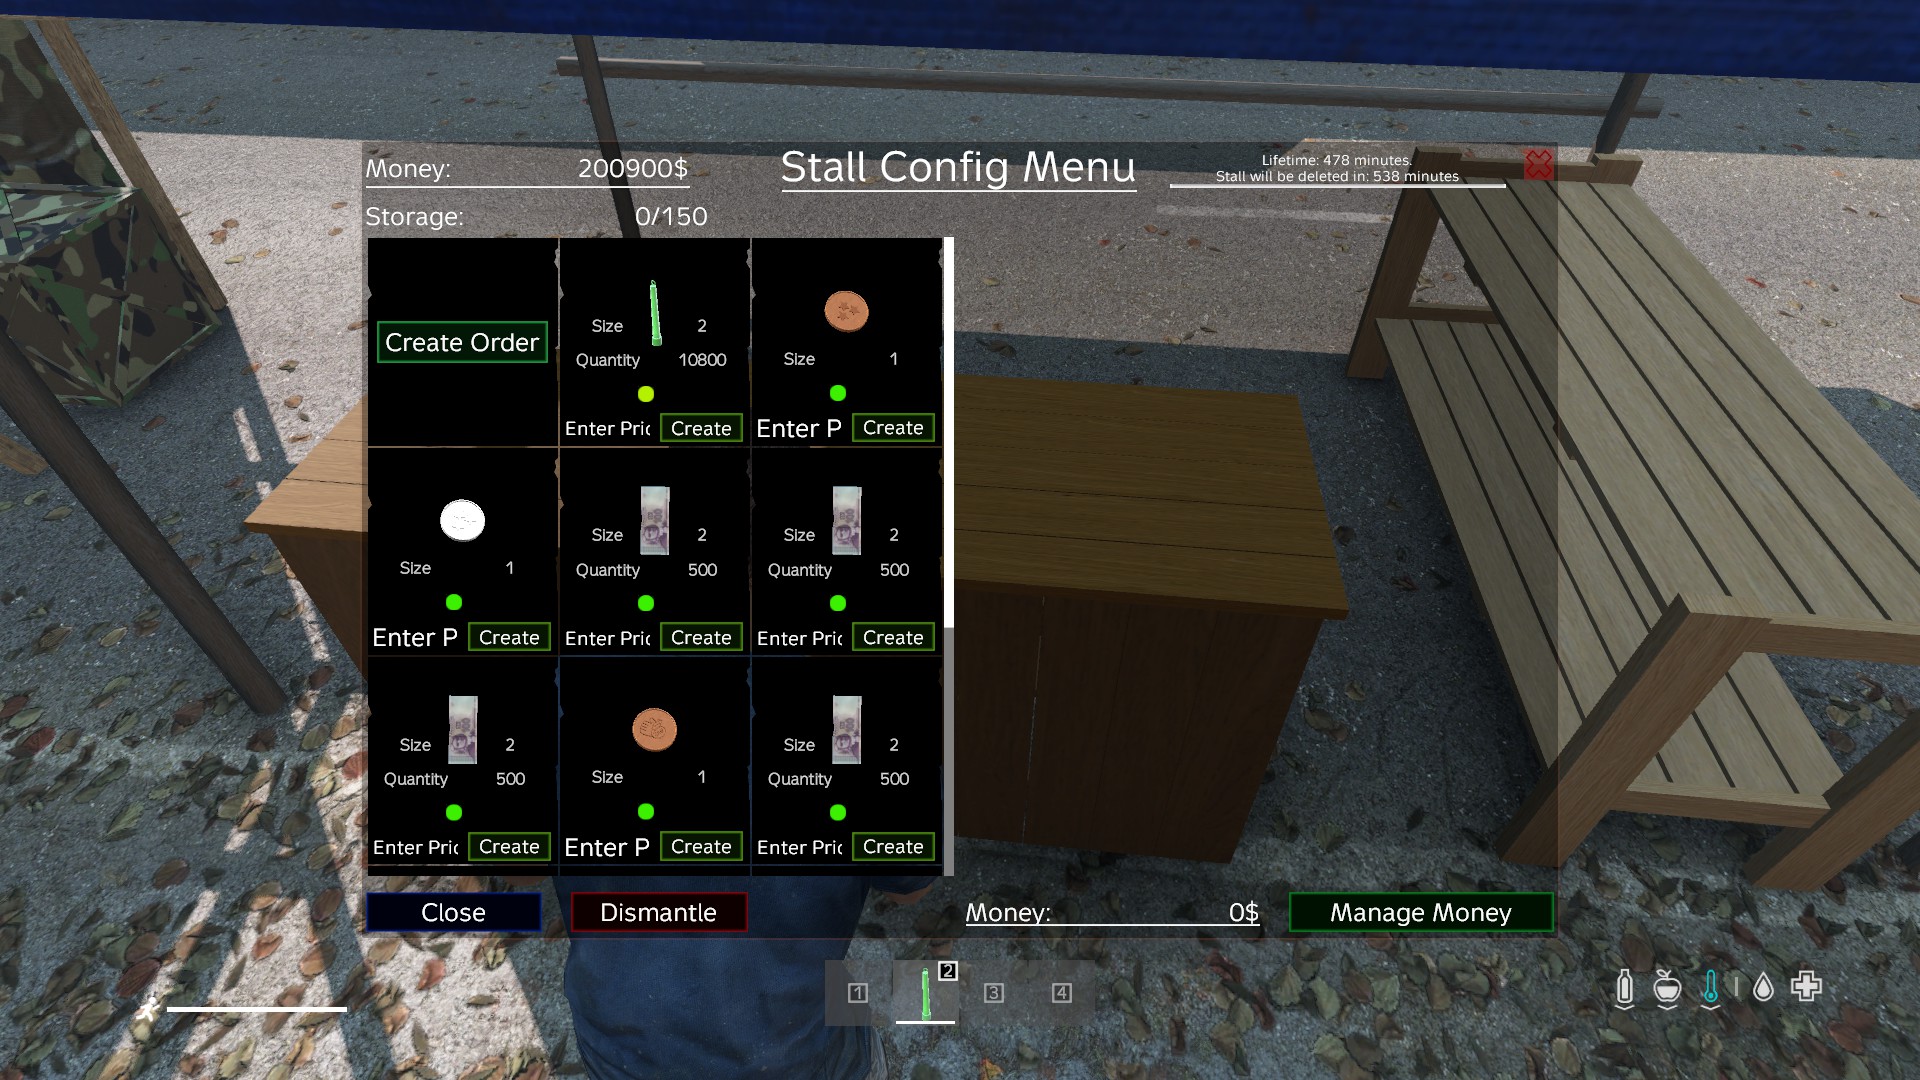 Money: 200900$
Stall Config Menu
Lifetime: 478 minutes.
Stall will be deleted in: 538 minutes
Storage: 0/150
Create Order
Size 2
Quantity 10800
Enter Pric Create
Size 1
Enter P Create
Size 1
Enter P Create
Size 2
Quantity 500
Enter Pric Create
Size 2
Quantity 500
Enter Pric Create
Size 2
Quantity 500
Enter Pric Create
Size 1
Enter P Create
Size 2
Quantity 500
Enter Pric Create
Close
Dismantle
Money: 0$
Manage Money
1
2
3
4